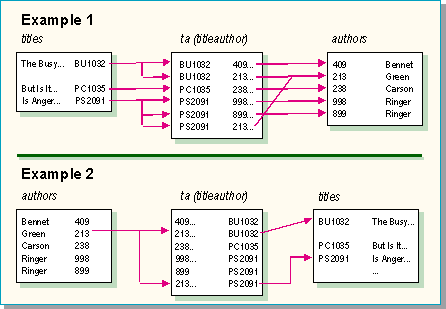 Example 1
titles ta (titleauthor) authors
The Busy... BU1032 BU1032 409... 409 Bennet
BU1032 213... 213 Green
But Is It... PC1035 PC1035 238... 238 Carson
Is Anger... PS2091 PS2091 998... 998 Ringer
PS2091 899... 899 Ringer
PS2091 213...
Example 2
authors ta (titleauthor) titles
Bennet 409 409... BU1032 BU1032 The Busy...
Green 213 213... BU1032
Carson 238 238... PC1035 PC1035 But Is It...
Ringer 998 998... PS2091 PS2091 Is Anger...
Ringer 899 899 PS2091 ...
213... PS2091